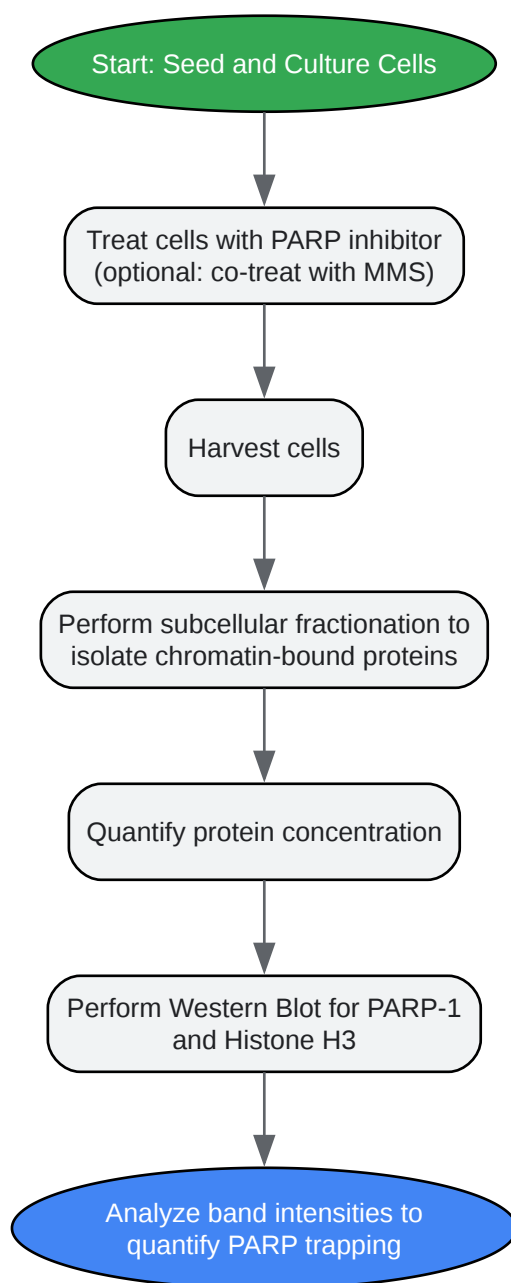 Start: Seed and Culture Cells
Treat cells with PARP inhibitor
(optional: co-treat with MMS)
Harvest cells
Perform subcellular fractionation to
isolate chromatin-bound proteins
Quantify protein concentration
Perform Western Blot for PARP-1
and Histone H3
Analyze band intensities to
quantify PARP trapping